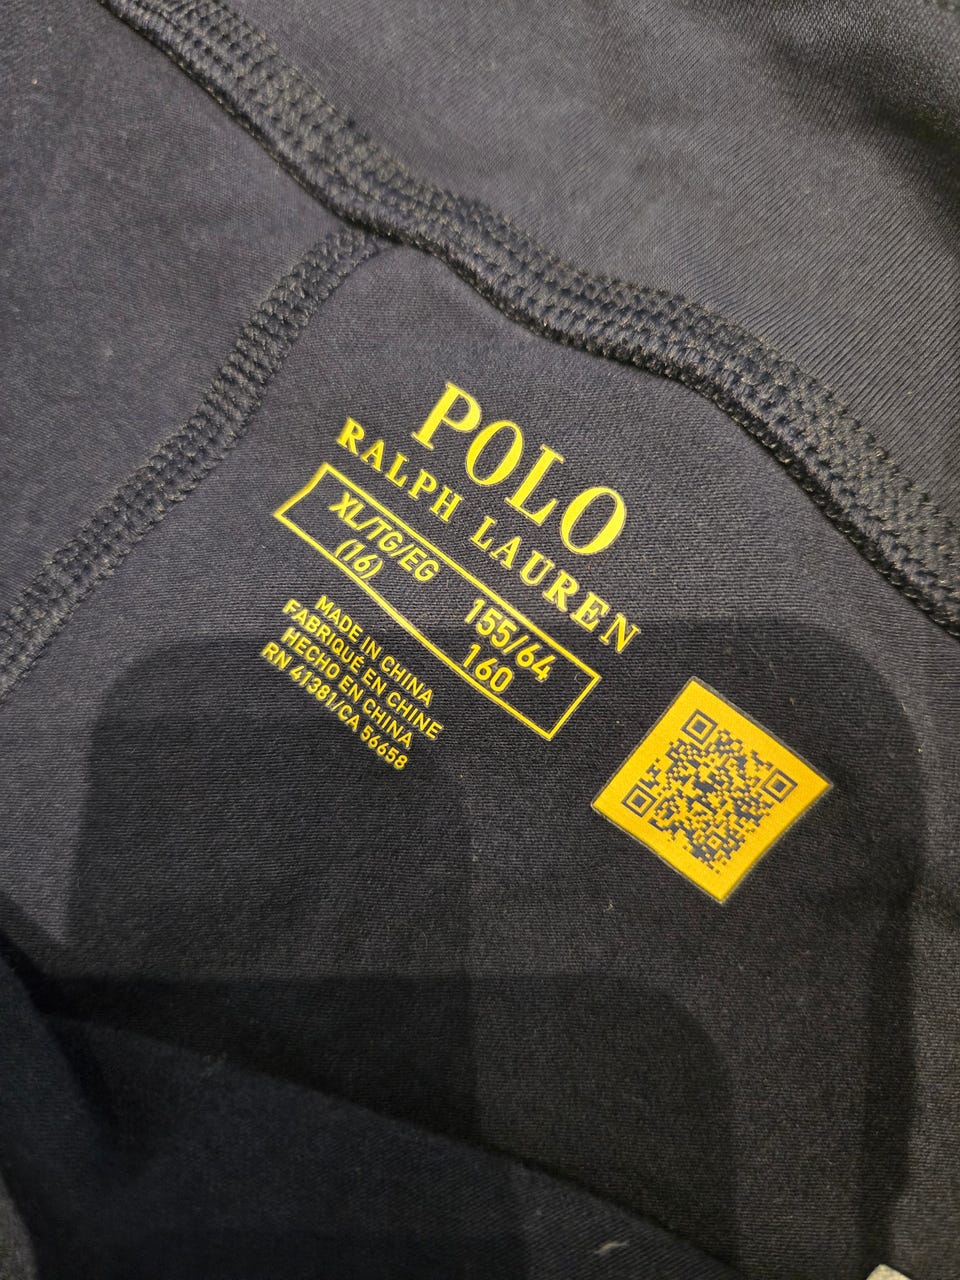 POLO
RALPH LAUREN
XL/TG/EG 155/64
(16) 160
MADE IN CHINA
FABRIQUÉ EN CHINE
HECHO EN CHINA
RN 41381/CA 56658